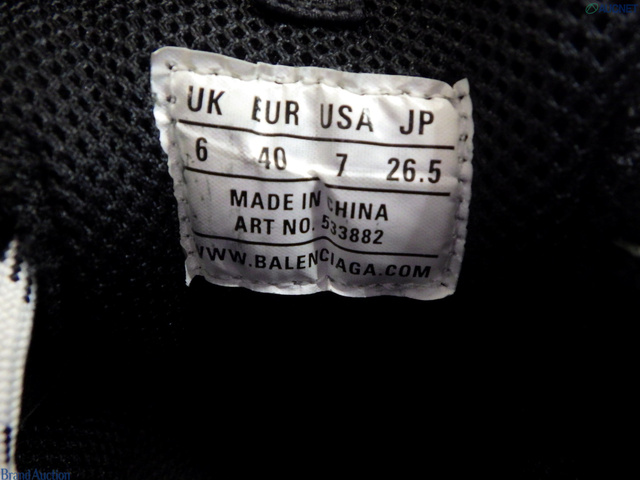 UK EUR USA JP
6 40 7 26.5
MADE IN CHINA
ART NO. 533882
WWW.BALENCIAGA.COM
Brand Auction